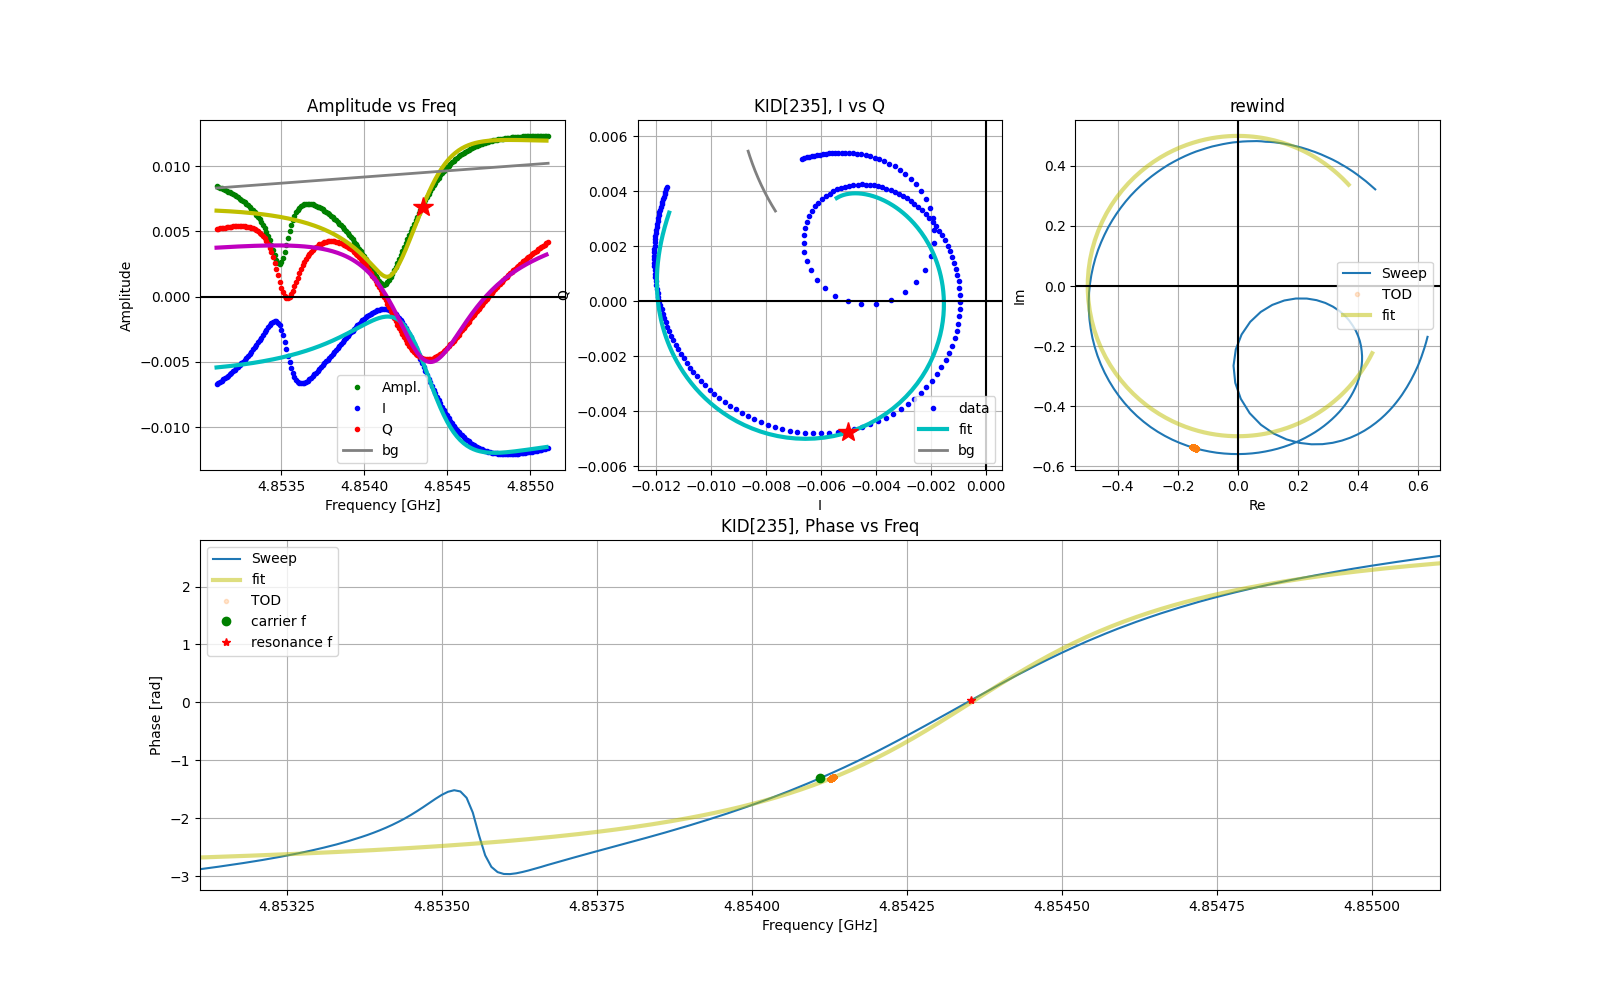 Amplitude vs Freq
0.010
0.005
0.000
−0.005
−0.010
Amplitude
4.8535
4.8540
4.8545
4.8550
Frequency [GHz]
Ampl.
I
Q
bg
KID[235], I vs Q
0.006
0.004
0.002
0.000
−0.002
−0.004
−0.006
Q
−0.012
−0.010
−0.008
−0.006
−0.004
−0.002
0.000
I
data
fit
bg
rewind
0.4
0.2
0.0
−0.2
−0.4
−0.6
Im
−0.4
−0.2
0.0
0.2
0.4
0.6
Re
Sweep
TOD
fit
KID[235], Phase vs Freq
2
1
0
−1
−2
−3
Phase [rad]
4.85325
4.85350
4.85375
4.85400
4.85425
4.85450
4.85475
4.85500
Frequency [GHz]
Sweep
fit
TOD
carrier f
resonance f